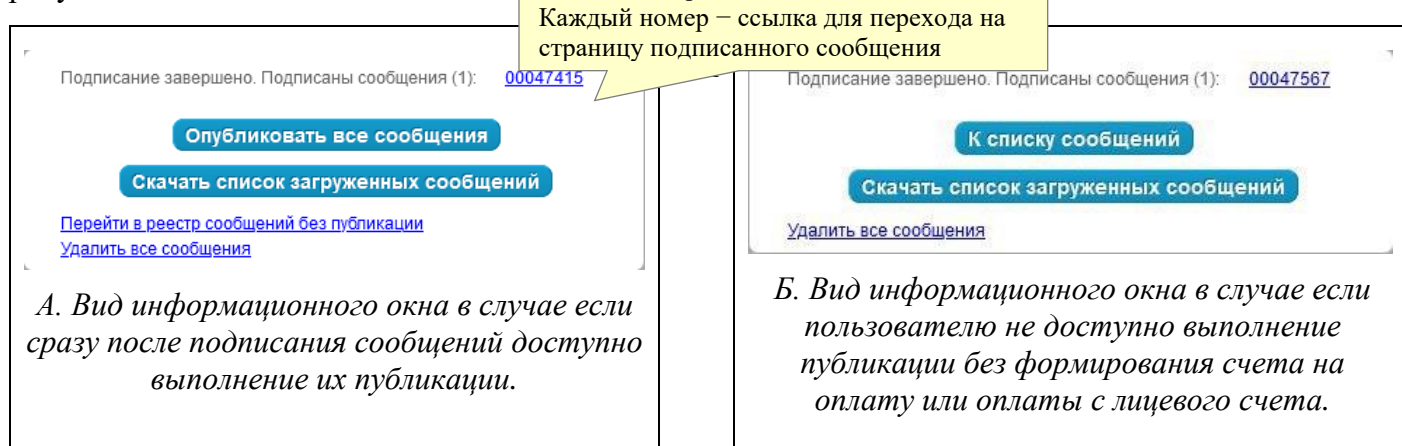 Каждый номер − ссылка для перехода на
страницу подписанного сообщения
Подписание завершено. Подписаны сообщения (1): 00047415
Опубликовать все сообщения
Скачать список загруженных сообщений
Перейти в реестр сообщений без публикации
Удалить все сообщения
А. Вид информационного окна в случае если
сразу после подписания сообщений доступно
выполнение их публикации.
Подписание завершено. Подписаны сообщения (1): 00047567
К списку сообщений
Скачать список загруженных сообщений
Удалить все сообщения
Б. Вид информационного окна в случае если
пользователю не доступно выполнение
публикации без формирования счета на
оплату или оплаты с лицевого счета.